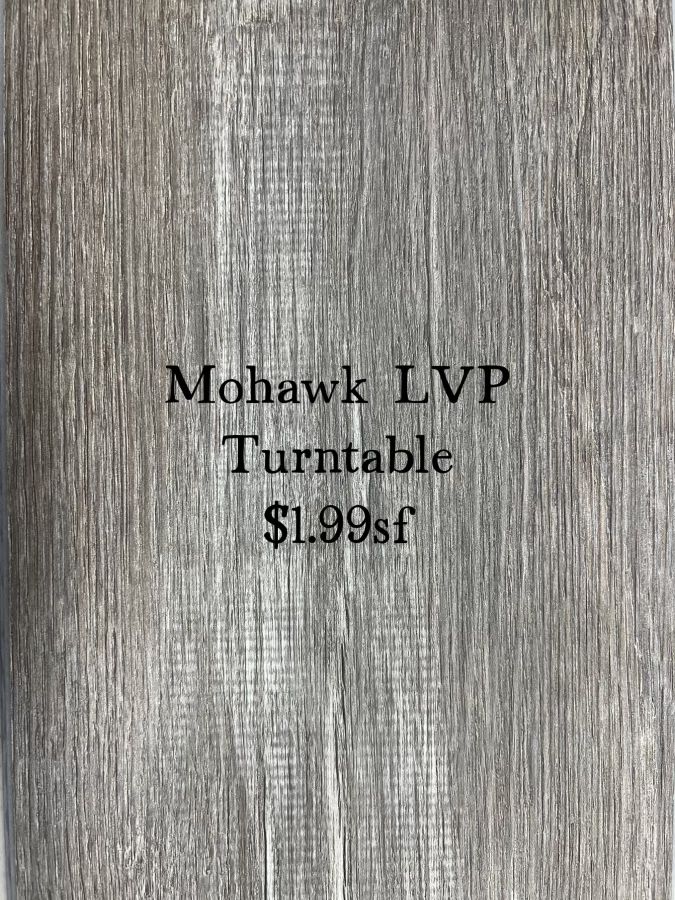 Mohawk LVP
Turntable
$1.99sf